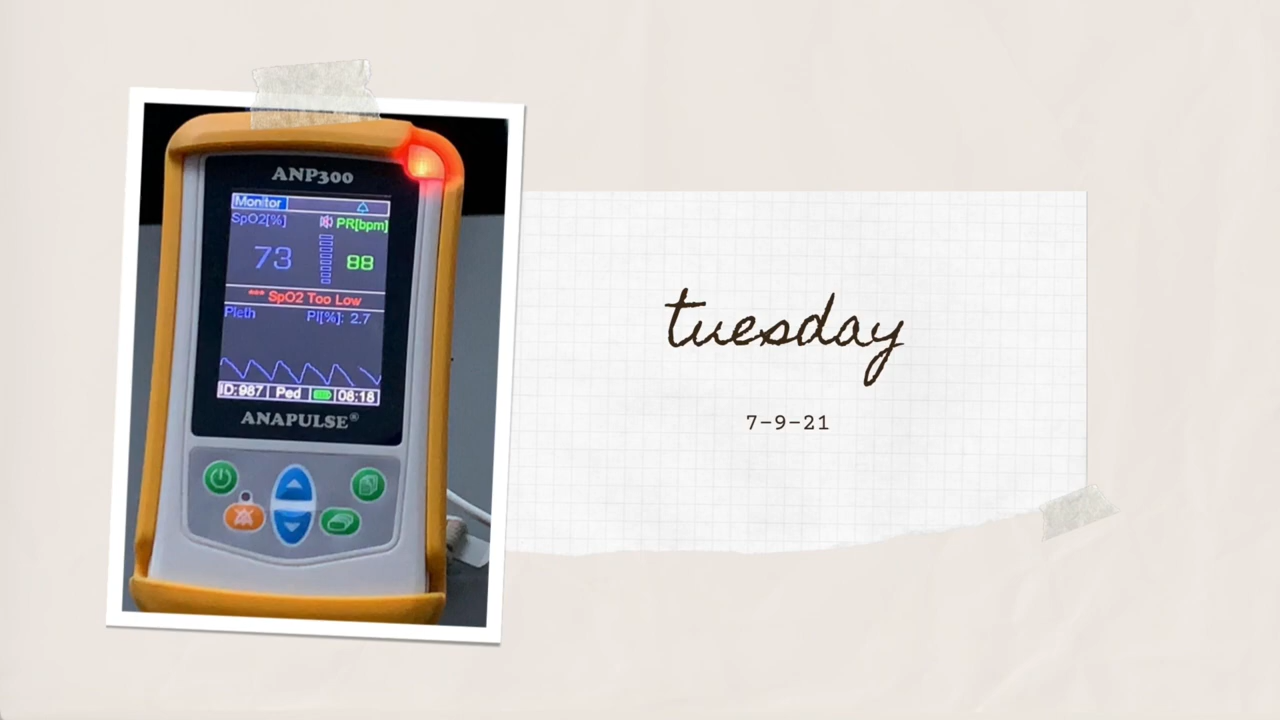 ANP300
Monitor
SpO2[%] PR[bpm]
73 88
*** SpO2 Too Low
Pleth PI[%]: 2.7
ID:987 Ped 08:18
ANAPULSE®
tuesday
7-9-21